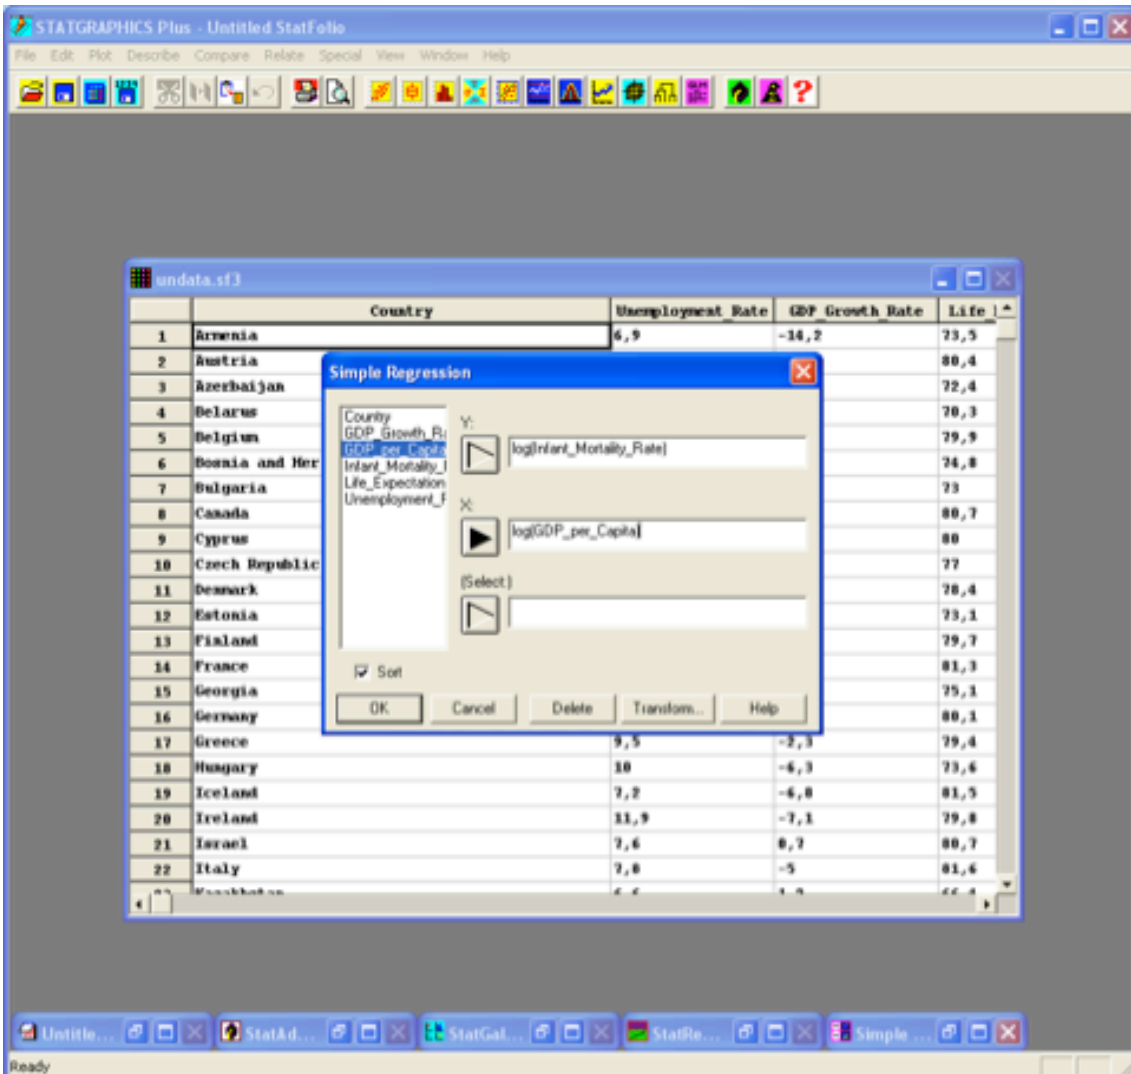 STATGRAPHICS Plus - Untitled StatFolio
File Edit Plot Describe Compare Relate Special View Window Help
undata.sf3
Country Unemployment_Rate GDP_Growth_Rate Life
1 Armenia 6,9 -14,2 73,5
2 Austria 80,4
3 Azerbaijan 72,4
4 Belarus 70,3
5 Belgium 79,9
6 Bosnia and Her 74,8
7 Bulgaria 73
8 Canada 80,7
9 Cyprus 80
10 Czech Republic 77
11 Denmark 78,4
12 Estonia 73,1
13 Finland 79,7
14 France 81,3
15 Georgia 75,1
16 Germany 80,1
17 Greece 9,5 -2,3 79,4
18 Hungary 10 -6,3 73,6
19 Iceland 7,2 -6,8 81,5
20 Ireland 11,9 -7,1 79,8
21 Israel 7,6 0,7 80,7
22 Italy 7,8 -5 81,6
Simple Regression
Country
GDP_Growth_Ra
GDP_per_Capita
Infant_Mortality_
Life_Expectation
Unemployment_F
Y:
log(Infant_Mortality_Rate)
X:
log(GDP_per_Capita)
(Select:)
Sort
OK Cancel Delete Transform... Help
Untitle... StatAd... StatGal... StatRe... Simple ...
Ready